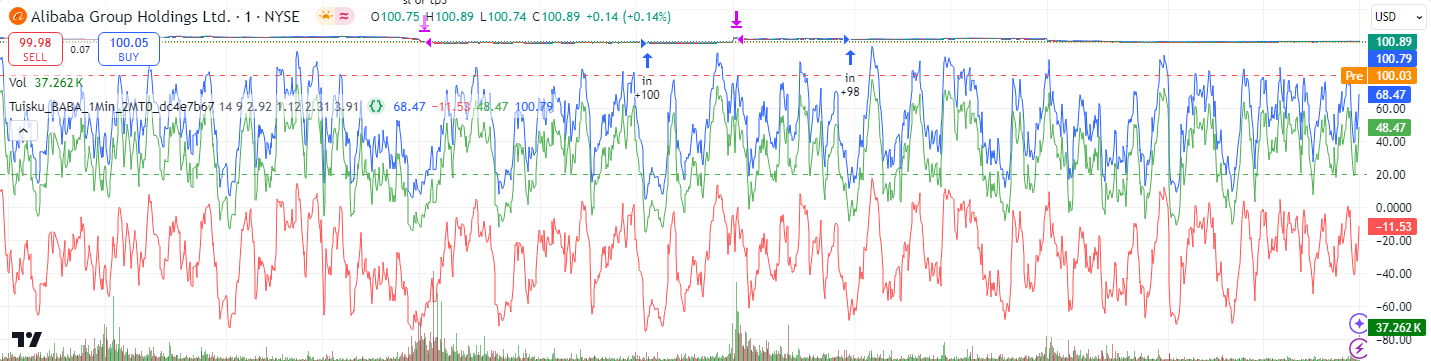 sl or tp3
Alibaba Group Holdings Ltd. · 1 · NYSE O100.75 H100.89 L100.74 C100.89 +0.14 (+0.14%)
USD
99.98
SELL
0.07
100.05
BUY
100.89
100.79
Vol 37.262 K
Pre 100.03
in
+100
in
+98
Tuisku_BABA_1Min_2MT0_dc4e7b67 14 9 2.92 1.12 2.31 3.91 {} 68.47 −11.53 48.47 100.79
68.47
60.00
48.47
40.00
20.00
0.0000
−11.53
−20.00
−40.00
−60.00
37.262 K
−80.00